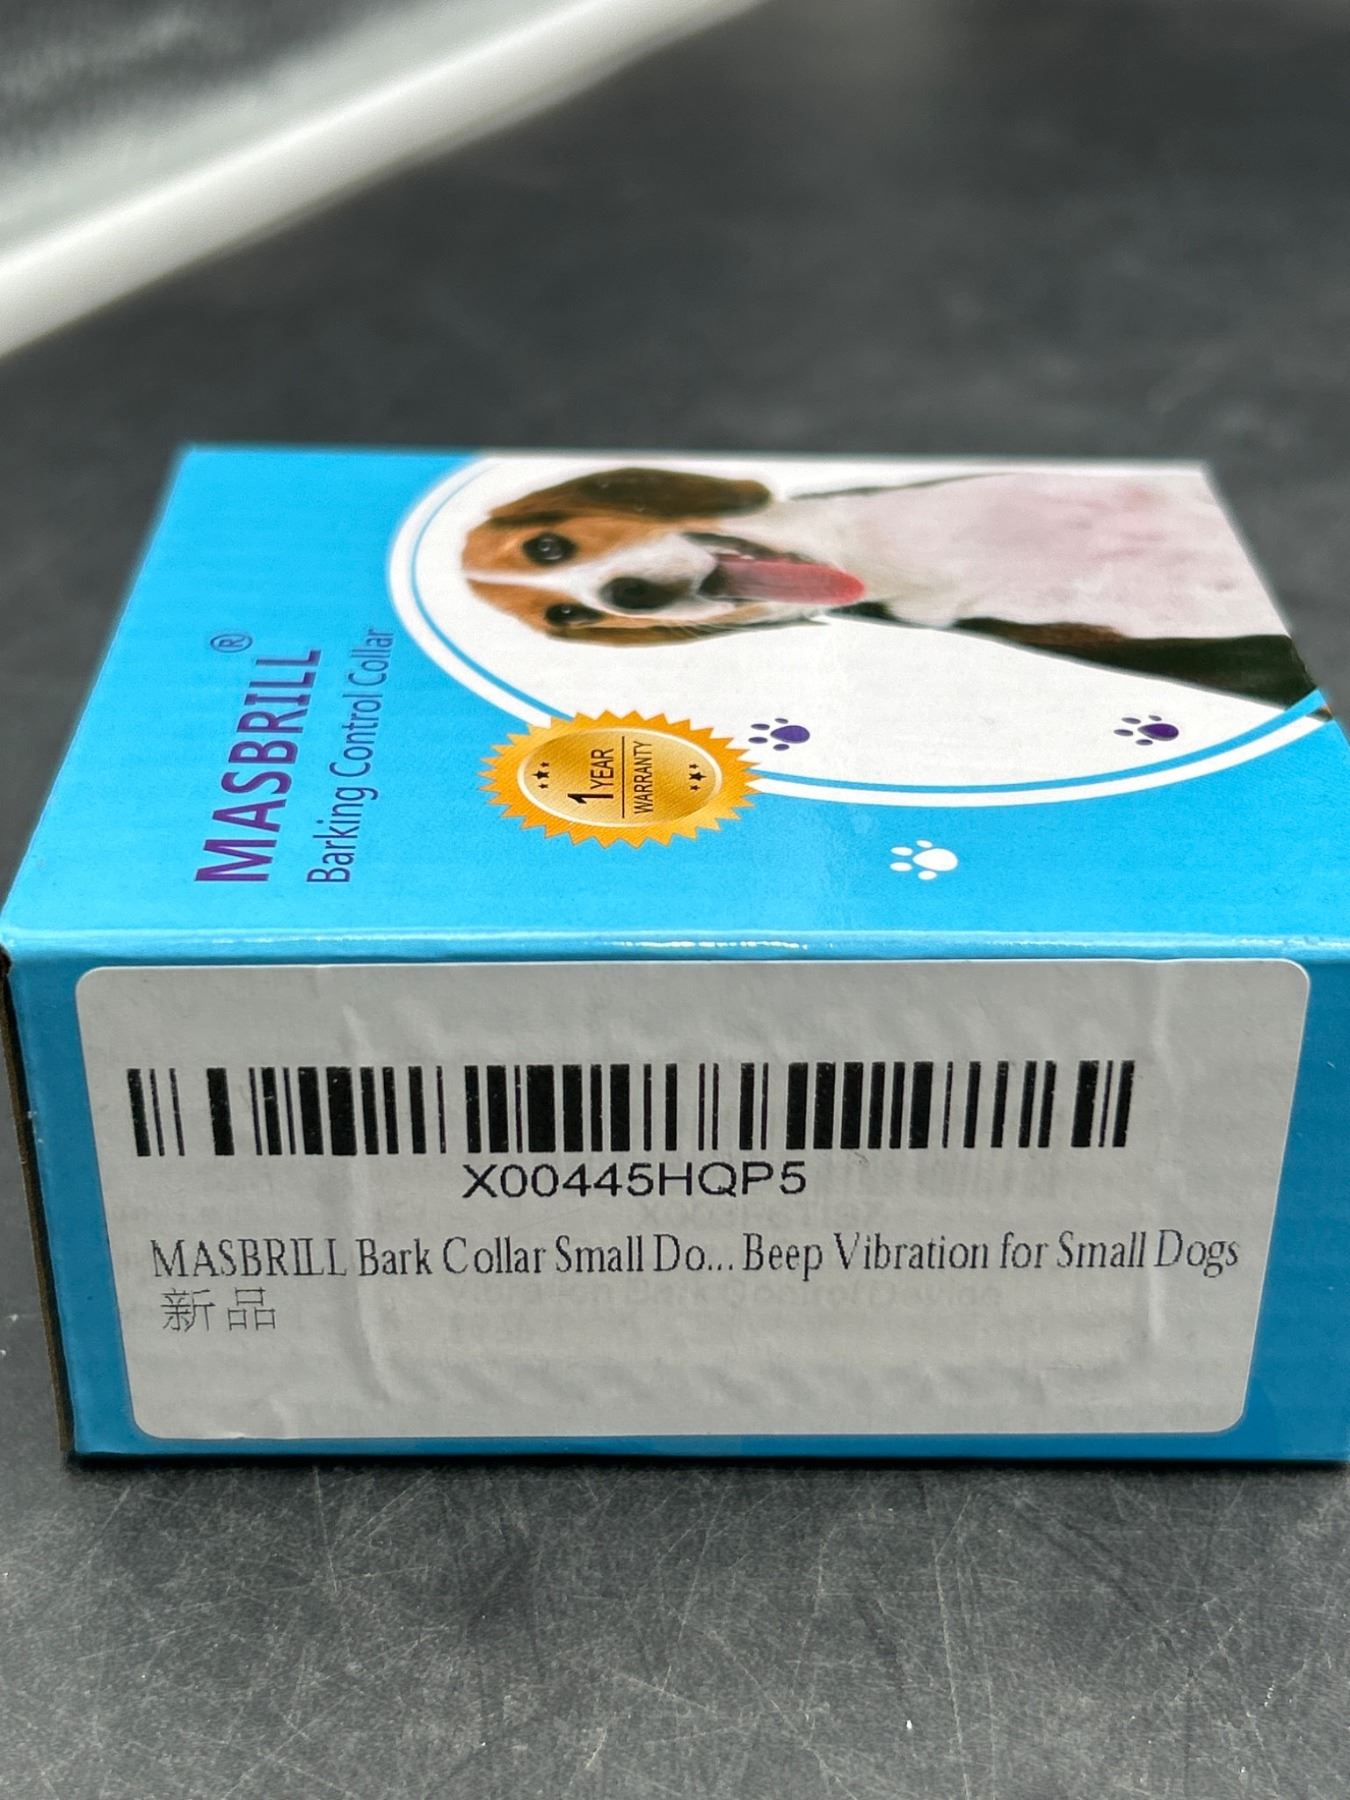 MASBRILL®
Barking Control Collar
1 YEAR
WARRANTY
X00445HQP5
MASBRILL Bark Collar Small Do... Beep Vibration for Small Dogs
新品